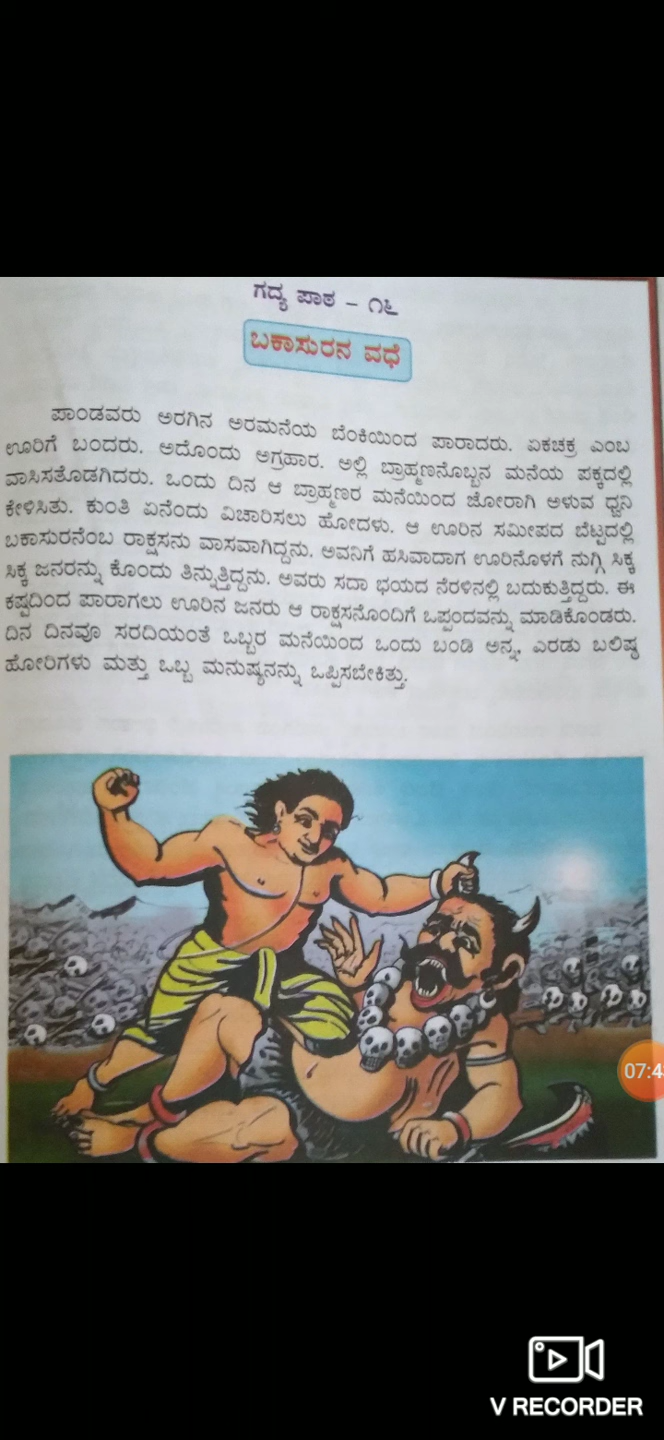 ಗದ್ಯ ಪಾಠ – ೧೬
ಬಕಾಸುರನ ವಧೆ
ಪಾಂಡವರು ಅರಗಿನ ಅರಮನೆಯ ಬೆಂಕಿಯಿಂದ ಪಾರಾದರು. ಏಕಚಕ್ರ ಎಂಬ
ಊರಿಗೆ ಬಂದರು. ಅದೊಂದು ಅಗ್ರಹಾರ. ಅಲ್ಲಿ ಬ್ರಾಹ್ಮಣನೊಬ್ಬನ ಮನೆಯ ಪಕ್ಕದಲ್ಲಿ
ವಾಸಿಸತೊಡಗಿದರು. ಒಂದು ದಿನ ಆ ಬ್ರಾಹ್ಮಣರ ಮನೆಯಿಂದ ಜೋರಾಗಿ ಅಳುವ ಧ್ವನಿ
ಕೇಳಿಸಿತು. ಕುಂತಿ ಏನೆಂದು ವಿಚಾರಿಸಲು ಹೋದಳು. ಆ ಊರಿನ ಸಮೀಪದ ಬೆಟ್ಟದಲ್ಲಿ
ಬಕಾಸುರನೆಂಬ ರಾಕ್ಷಸನು ವಾಸವಾಗಿದ್ದನು. ಅವನಿಗೆ ಹಸಿವಾದಾಗ ಊರಿನೊಳಗೆ ನುಗ್ಗಿ ಸಿಕ್ಕ
ಸಿಕ್ಕ ಜನರನ್ನು ಕೊಂದು ತಿನ್ನುತ್ತಿದ್ದನು. ಅವರು ಸದಾ ಭಯದ ನೆರಳಿನಲ್ಲಿ ಬದುಕುತ್ತಿದ್ದರು. ಈ
ಕಷ್ಟದಿಂದ ಪಾರಾಗಲು ಊರಿನ ಜನರು ಆ ರಾಕ್ಷಸನೊಂದಿಗೆ ಒಪ್ಪಂದವನ್ನು ಮಾಡಿಕೊಂಡರು.
ದಿನ ದಿನವೂ ಸರದಿಯಂತೆ ಒಬ್ಬರ ಮನೆಯಿಂದ ಒಂದು ಬಂಡಿ ಅನ್ನ, ಎರಡು ಬಲಿಷ್ಠ
ಹೋರಿಗಳು ಮತ್ತು ಒಬ್ಬ ಮನುಷ್ಯನನ್ನು ಒಪ್ಪಿಸಬೇಕಿತ್ತು.
V RECORDER